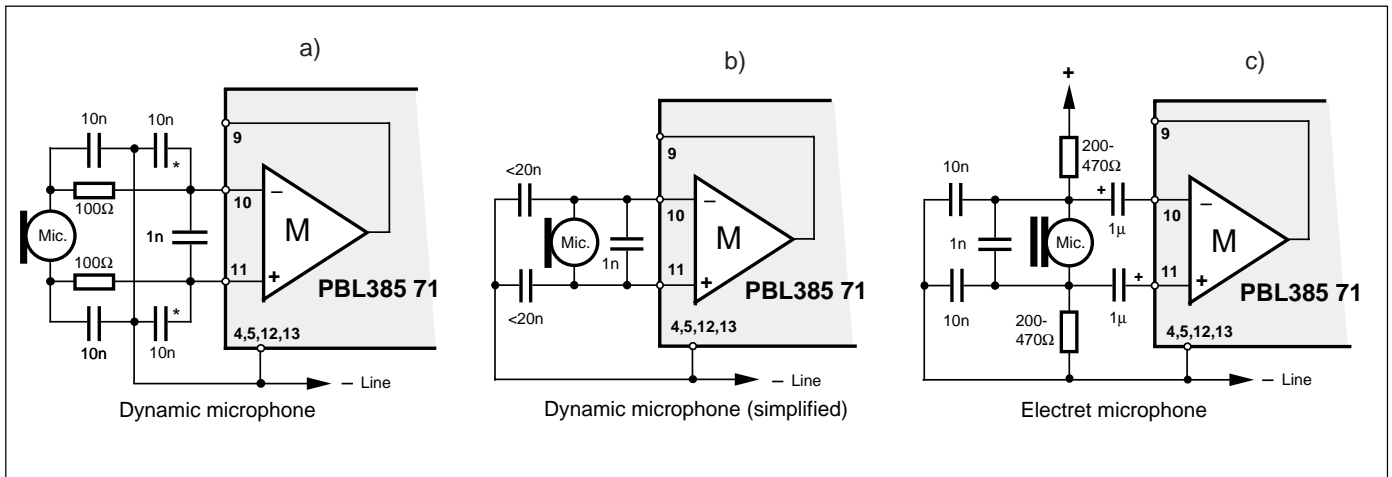 a)
10n
10n
*
9
100Ω
10
–
Mic.
1n
M
100Ω
11
+
PBL385 71
*
10n
10n
4,5,12,13
– Line
Dynamic microphone
b)
9
<20n
10
–
Mic.
M
1n
11
+
PBL385 71
<20n
4,5,12,13
– Line
Dynamic microphone (simplified)
c)
+
9
200-
470Ω
10n
+
10
–
1µ
1n
Mic.
M
11
+
+
PBL385 71
1µ
10n
200-
470Ω
4,5,12,13
– Line
Electret microphone